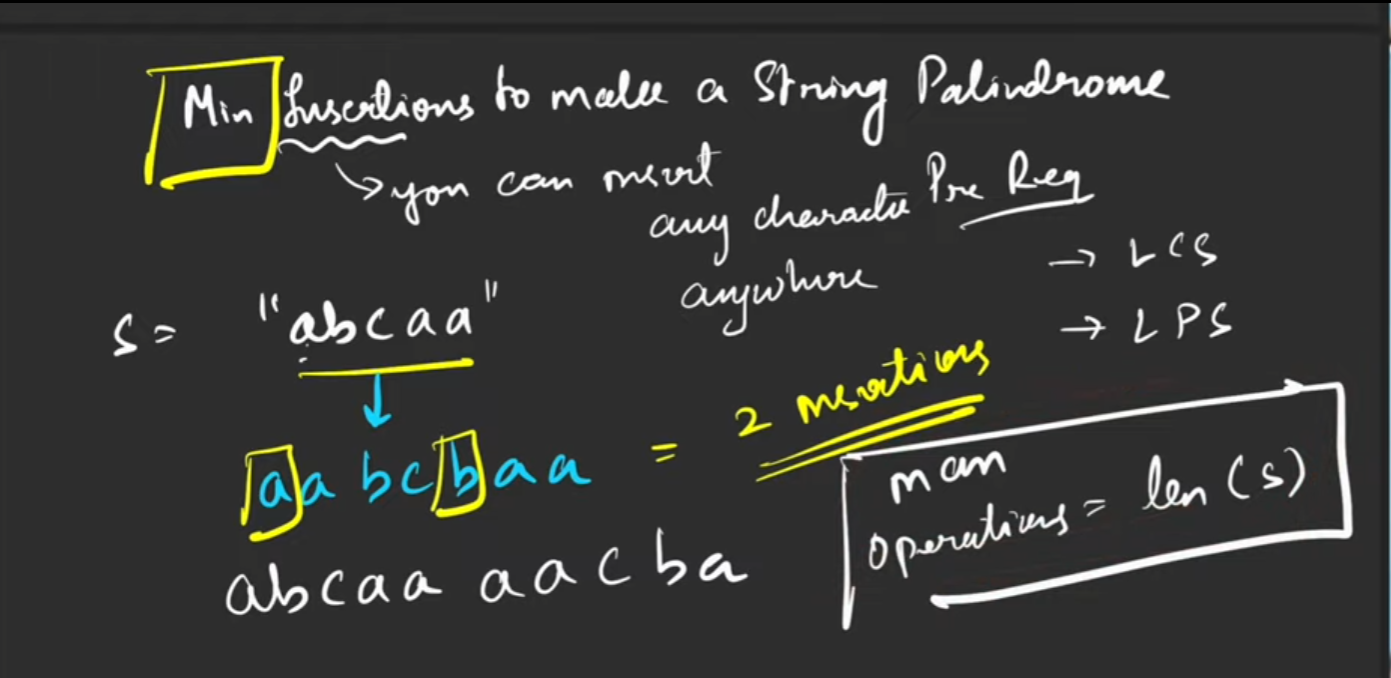 Min Insertions to make a String Palindrome
→ you can insert any character anywhere
Pre Req
→ LCS
→ LPS
S = "abcaa"
aabcbaa = 2 insertions
abcaa aacba
max operations = len(s)